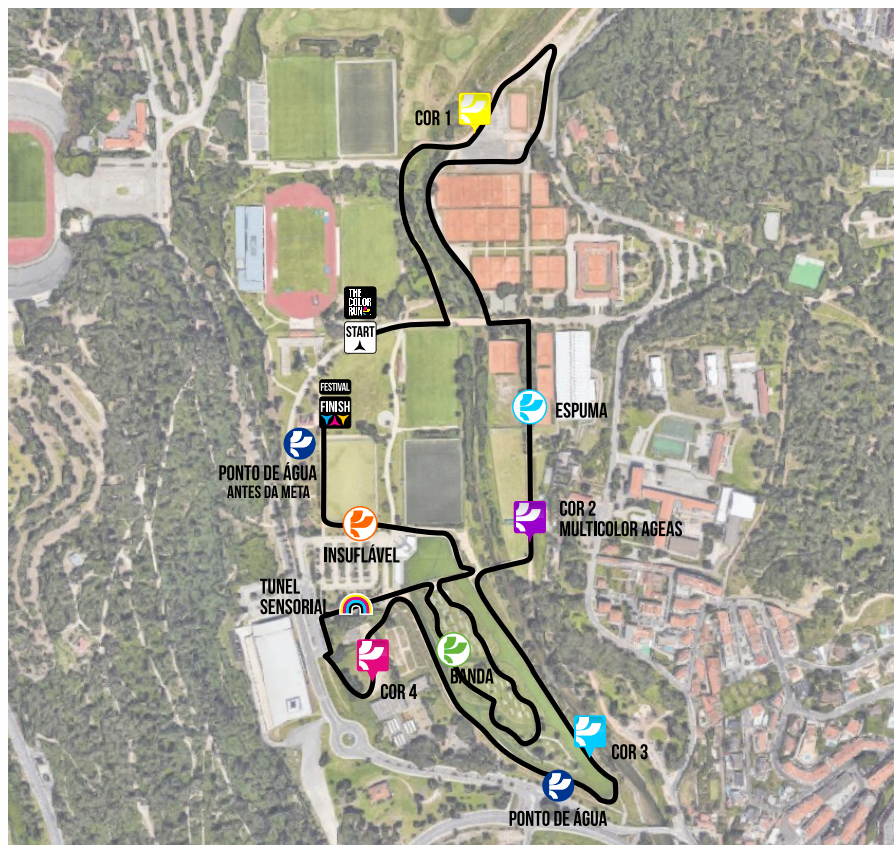 COR 1
THE
COLOR
RUN
START
FESTIVAL
FINISH
ESPUMA
PONTO DE ÁGUA
ANTES DA META
COR 2
MULTICOLOR AGEAS
INSUFLÁVEL
TUNEL
SENSORIAL
BANDA
COR 4
COR 3
PONTO DE ÁGUA